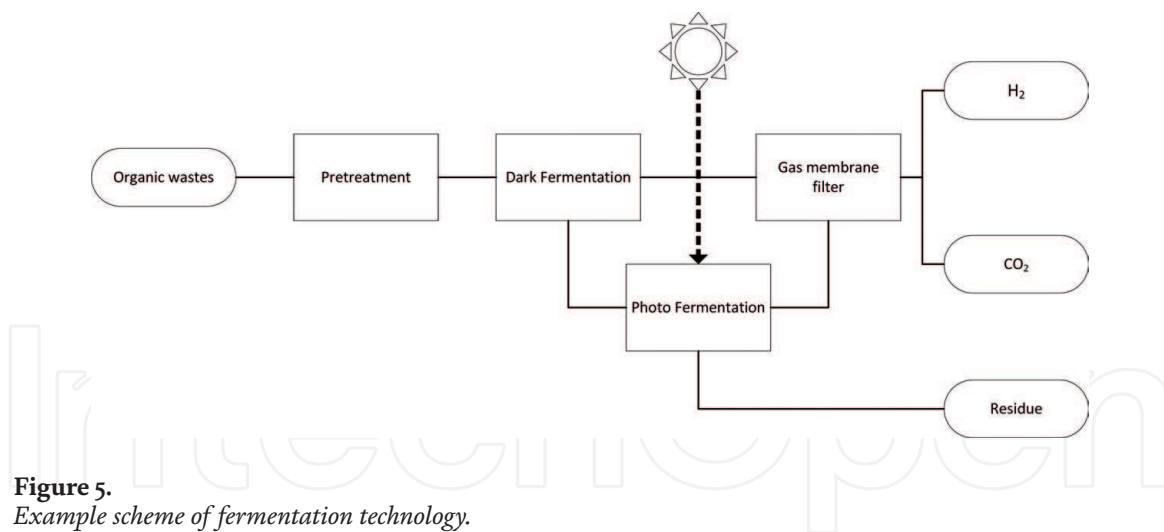 H₂
Organic wastes
Pretreatment
Dark Fermentation
Gas membrane
filter
CO₂
Photo Fermentation
Residue
IntechOpen
Figure 5.
Example scheme of fermentation technology.